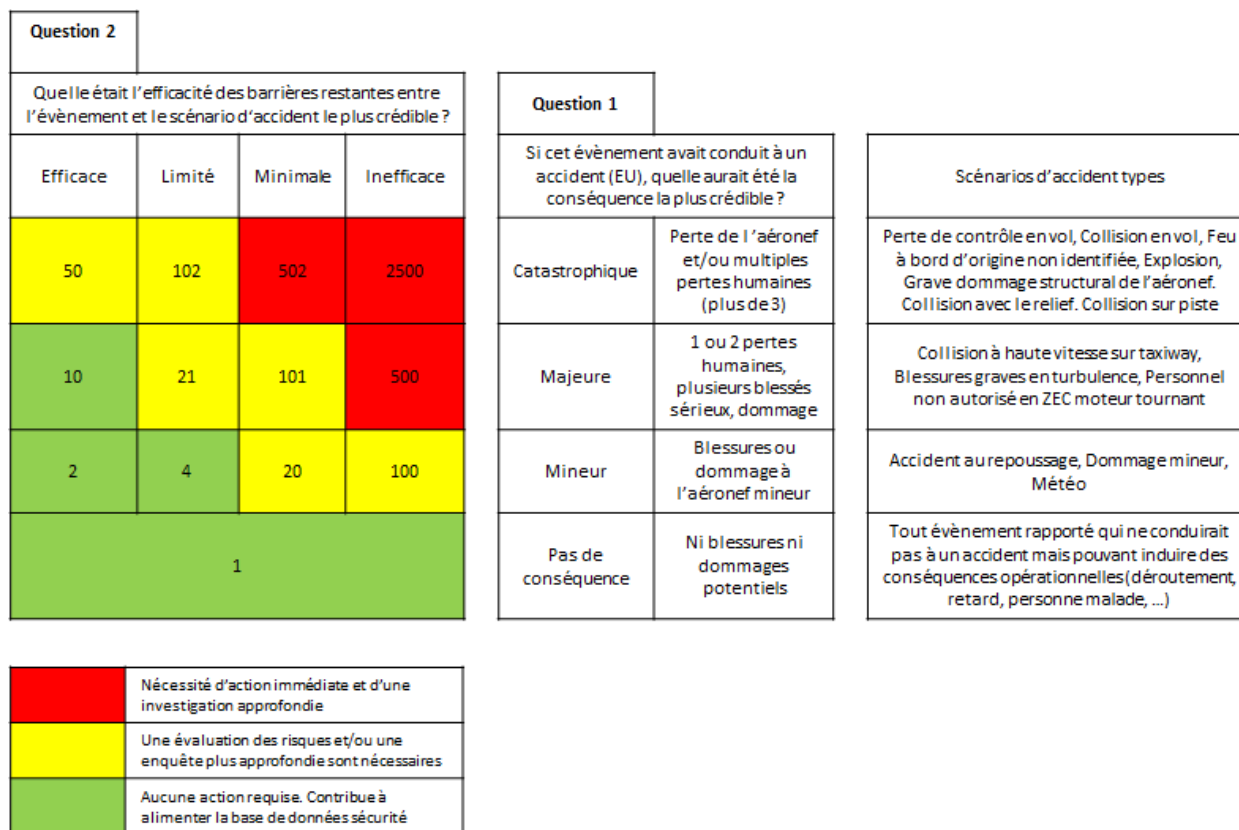 Question 2
Quelle était l'efficacité des barrières restantes entre
l'évènement et le scénario d'accident le plus crédible ?
Efficace
Limité
Minimale
Inefficace
50
102
502
2500
10
21
101
500
2
4
20
100
1
Question 1
Si cet évènement avait conduit à un
accident (EU), quelle aurait été la
conséquence la plus crédible ?
Catastrophique
Perte de l'aéronef
et/ou multiples
pertes humaines
(plus de 3)
Majeure
1 ou 2 pertes
humaines,
plusieurs blessés
sérieux, dommage
Mineur
Blessures ou
dommage à
l'aéronef mineur
Pas de
conséquence
Ni blessures ni
dommages
potentiels
Scénarios d'accident types
Perte de contrôle en vol, Collision en vol, Feu
à bord d'origine non identifiée, Explosion,
Grave dommage structural de l'aéronef.
Collision avec le relief. Collision sur piste
Collision à haute vitesse sur taxiway,
Blessures graves en turbulence, Personnel
non autorisé en ZEC moteur tournant
Accident au repoussage, Dommage mineur,
Météo
Tout évènement rapporté qui ne conduirait
pas à un accident mais pouvant induire des
conséquences opérationnelles (déroutement,
retard, personne malade, ...)
Nécessité d'action immédiate et d'une
investigation approfondie
Une évaluation des risques et/ou une
enquête plus approfondie sont nécessaires
Aucune action requise. Contribue à
alimenter la base de données sécurité